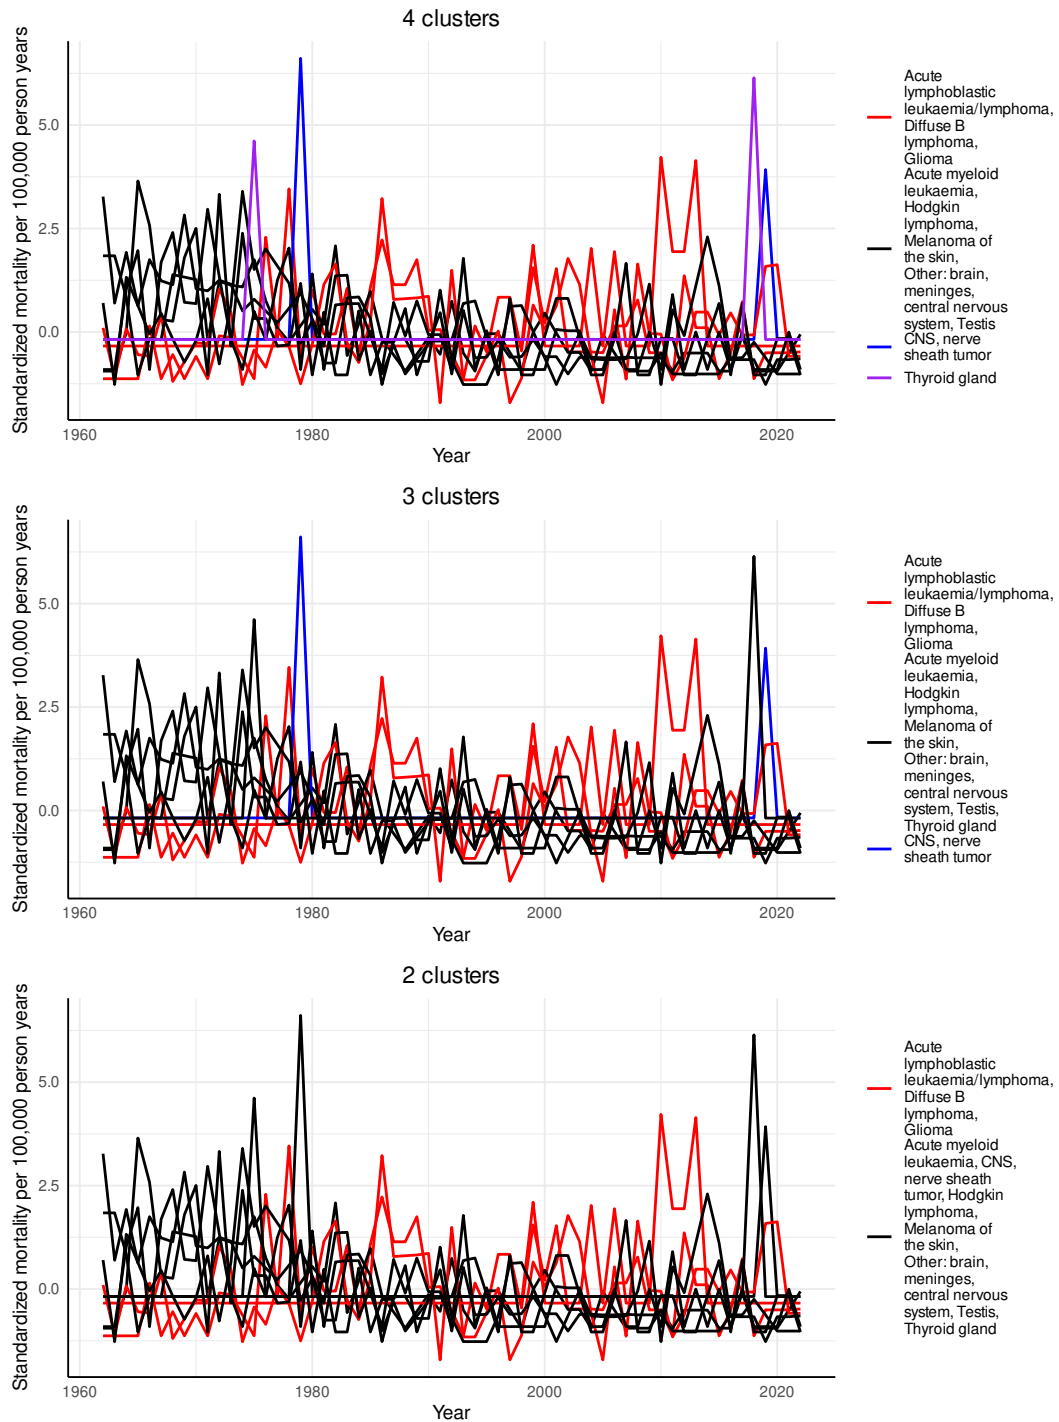 4 clusters
Standardized mortality per 100,000 person years
5.0
2.5
0.0
1960
1980
2000
2020
Year
Acute
lymphoblastic
leukaemia/lymphoma,
Diffuse B
lymphoma,
Glioma
Acute myeloid
leukaemia,
Hodgkin
lymphoma,
Melanoma of
the skin,
Other: brain,
meninges,
central nervous
system, Testis
CNS, nerve
sheath tumor
Thyroid gland
3 clusters
Standardized mortality per 100,000 person years
5.0
2.5
0.0
1960
1980
2000
2020
Year
Acute
lymphoblastic
leukaemia/lymphoma,
Diffuse B
lymphoma,
Glioma
Acute myeloid
leukaemia,
Hodgkin
lymphoma,
Melanoma of
the skin,
Other: brain,
meninges,
central nervous
system, Testis,
Thyroid gland
CNS, nerve
sheath tumor
2 clusters
Standardized mortality per 100,000 person years
5.0
2.5
0.0
1960
1980
2000
2020
Year
Acute
lymphoblastic
leukaemia/lymphoma,
Diffuse B
lymphoma,
Glioma
Acute myeloid
leukaemia, CNS,
nerve sheath
tumor, Hodgkin
lymphoma,
Melanoma of
the skin,
Other: brain,
meninges,
central nervous
system, Testis,
Thyroid gland